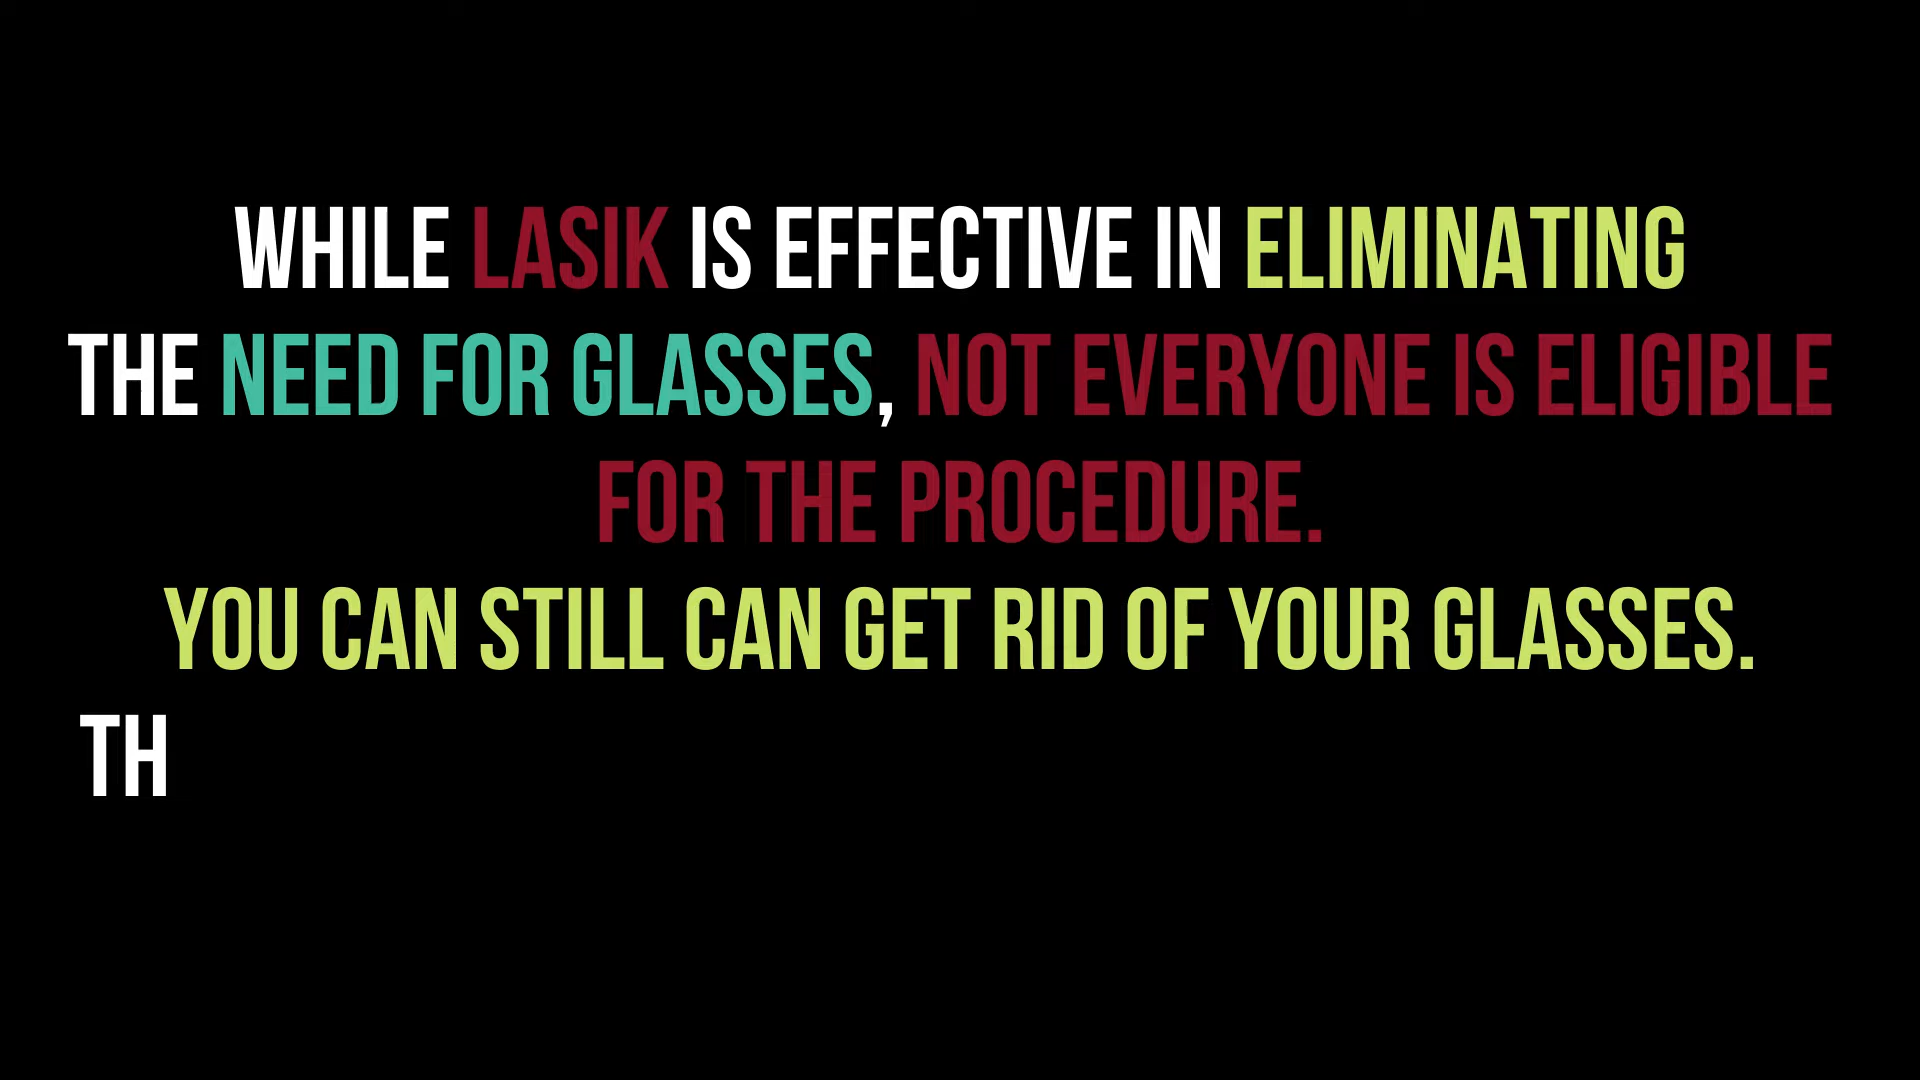 WHILE LASIK IS EFFECTIVE IN ELIMINATING
THE NEED FOR GLASSES, NOT EVERYONE IS ELIGIBLE
FOR THE PROCEDURE.
YOU CAN STILL CAN GET RID OF YOUR GLASSES.
TH